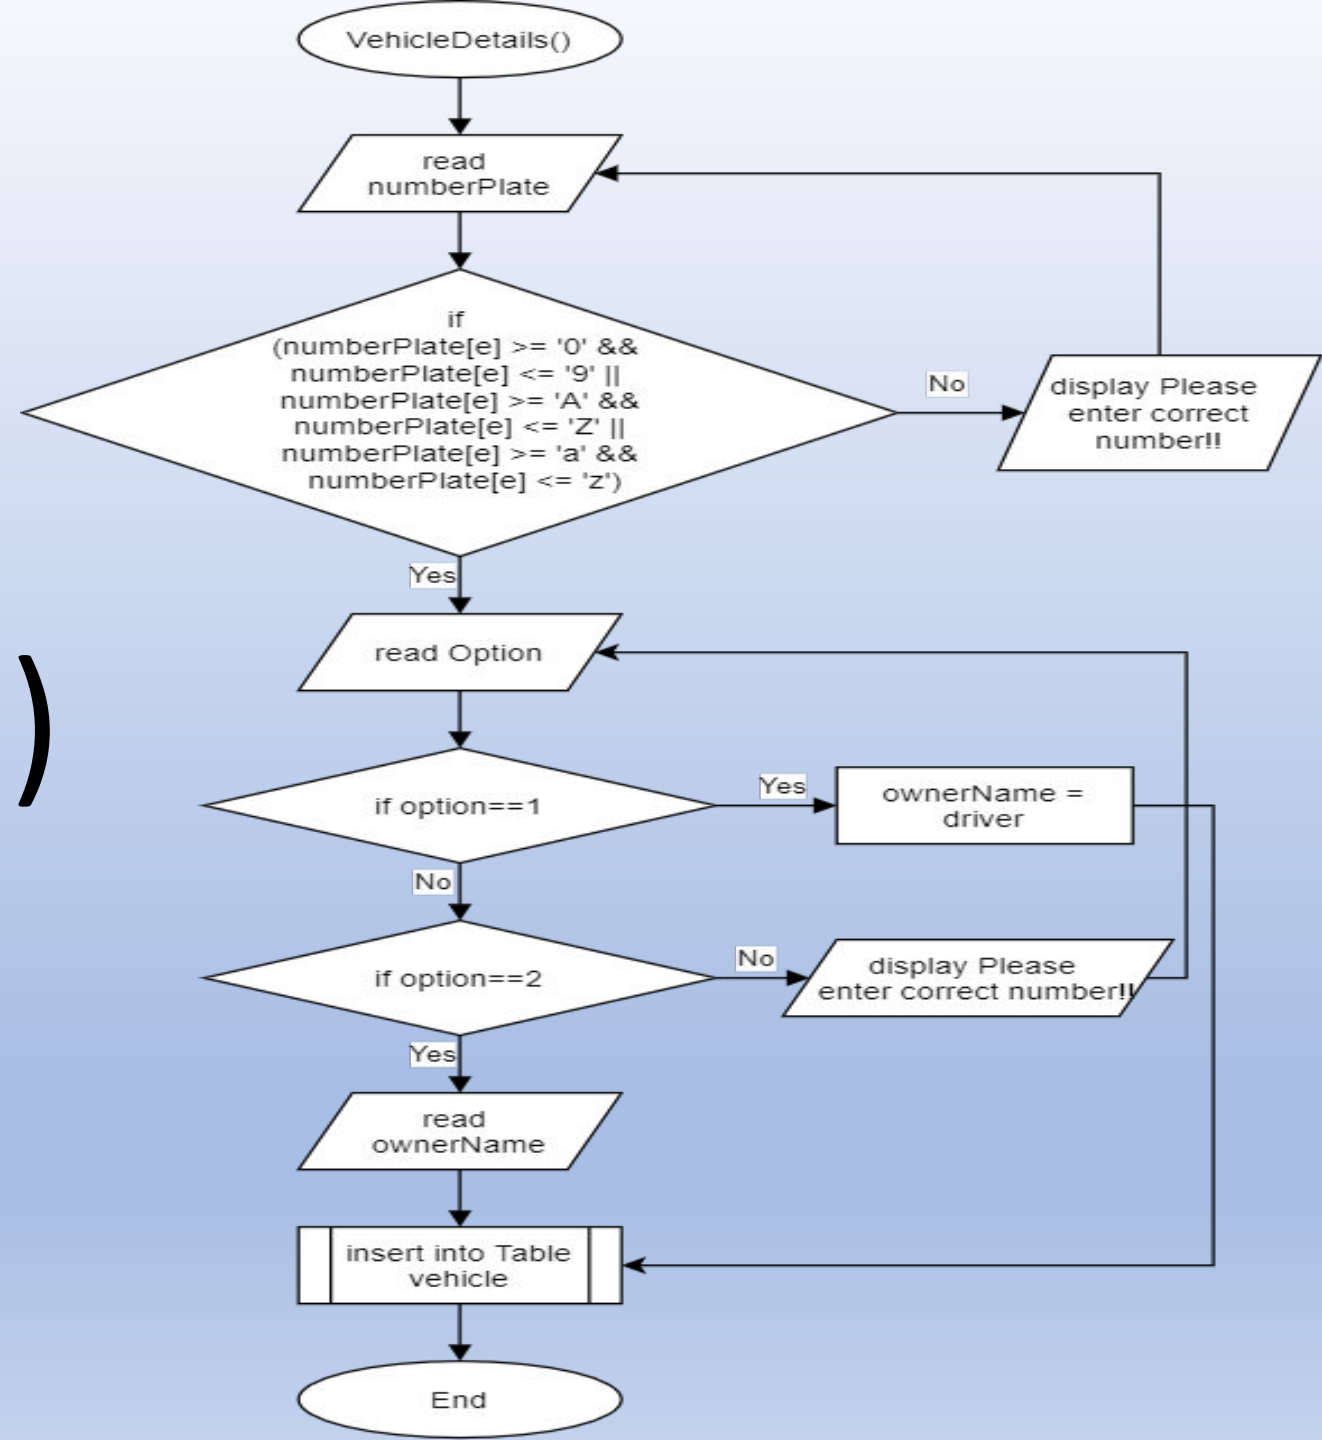 VehicleDetails()
read
numberPlate
if
(numberPlate[e] >= '0' &&
numberPlate[e] <= '9' ||
numberPlate[e] >= 'A' &&
numberPlate[e] <= 'Z' ||
numberPlate[e] >= 'a' &&
numberPlate[e] <= 'z')
No
display Please
enter correct
number!!
Yes
read Option
)
if option==1
Yes
ownerName =
driver
No
if option==2
No
display Please
enter correct number!!
Yes
read
ownerName
insert into Table
vehicle
End